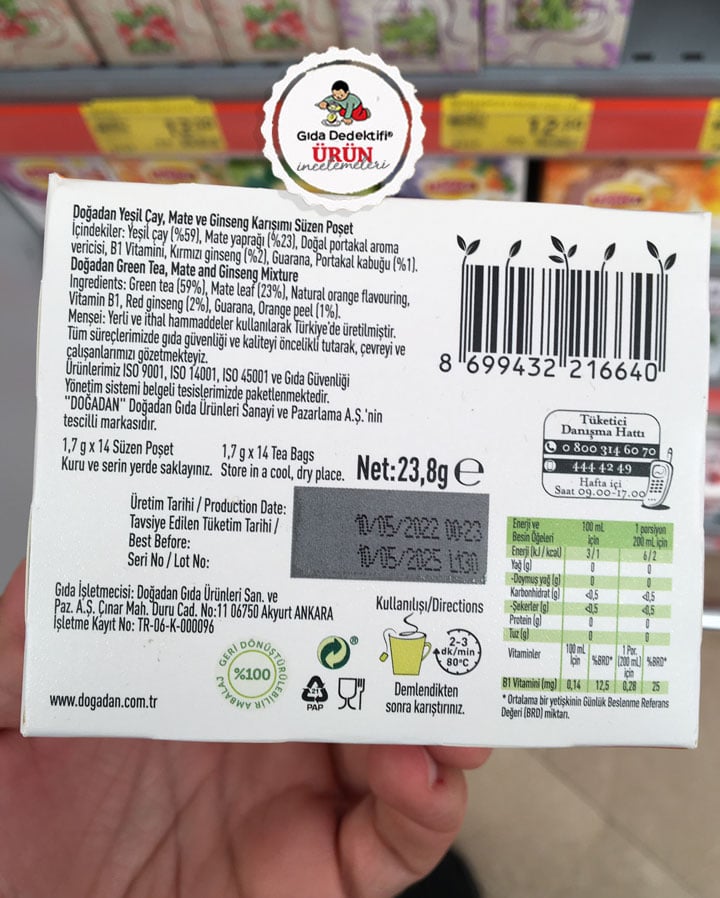 Gıda Dedektifi®
ÜRÜN
incelemeleri
Doğadan Yeşil Çay, Mate ve Ginseng Karışımı Süzen Poşet
İçindekiler: Yeşil çay (%59), Mate yaprağı (%23), Doğal portakal aroma
vericisi, B1 Vitamini, Kırmızı ginseng (%2), Guarana, Portakal kabuğu (%1).
Doğadan Green Tea, Mate and Ginseng Mixture
Ingredients: Green tea (59%), Mate leaf (23%), Natural orange flavouring,
Vitamin B1, Red ginseng (2%), Guarana, Orange peel (1%).
Menşei: Yerli ve ithal hammaddeler kullanılarak Türkiye'de üretilmiştir.
Tüm süreçlerimizde gıda güvenliği ve kaliteyi öncelikli tutarak, çevreyi ve
çalışanlarımızı gözetmekteyiz.
Ürünlerimiz ISO 9001, ISO 14001, ISO 45001 ve Gıda Güvenliği
Yönetim sistemi belgeli tesislerimizde paketlenmektedir.
"DOĞADAN" Doğadan Gıda Ürünleri Sanayi ve Pazarlama A.Ş.'nin
tescilli markasıdır.
1,7 g x 14 Süzen Poşet 1,7 g x 14 Tea Bags
Kuru ve serin yerde saklayınız. Store in a cool, dry place. Net:23,8g e
8 699432 216640
Tüketici
Danışma Hattı
0 800 314 60 70
444 42 49
Hafta içi
Saat 09.00-17.00
Üretim Tarihi / Production Date: 10/05/2022 00:23
Tavsiye Edilen Tüketim Tarihi /
Best Before: 10/05/2025 L130
Seri No / Lot No:
Enerji ve Besin Öğeleri 100 mL için 1 porsiyon 200 mL için
Enerji (kJ / kcal) 3/1 6/2
Yağ (g) 0 0
-Doymuş yağ (g) 0 0
Karbonhidrat (g) <0,5 <0,5
-Şekerler (g) <0,5 <0,5
Protein (g) 0 0
Tuz (g) 0 0
Vitaminler 100 mL İçin %BRD* 1 Por. (200 mL) için %BRD*
B1 Vitamini (mg) 0,14 12,5 0,28 25
* Ortalama bir yetişkinin Günlük Beslenme Referans
Değeri (BRD) miktarı.
Gıda İşletmecisi: Doğadan Gıda Ürünleri San. ve
Paz. A.Ş. Çınar Mah. Duru Cad. No:11 06750 Akyurt ANKARA
İşletme Kayıt No: TR-06-K-000096
GERİ DÖNÜŞTÜRÜLEBİLİR AMBALAJ
%100
21
PAP
Kullanılışı/Directions
2-3
dk/min
80°C
Demlendikten
sonra karıştırınız.
www.dogadan.com.tr